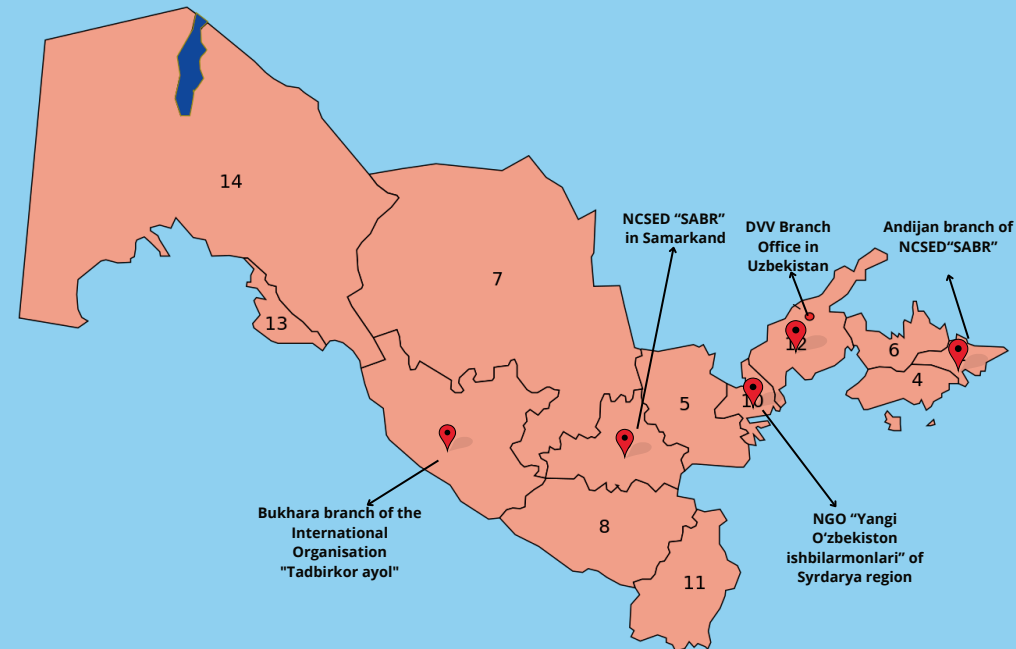 14
7
13
NCSED “SABR”
in Samarkand
DVV Branch
Office in
Uzbekistan
Andijan branch of
NCSED“SABR”
12
6
4
5
10
8
11
Bukhara branch of the
International
Organisation
"Tadbirkor ayol"
NGO “Yangi
O‘zbekiston
ishbilarmonlari” of
Syrdarya region